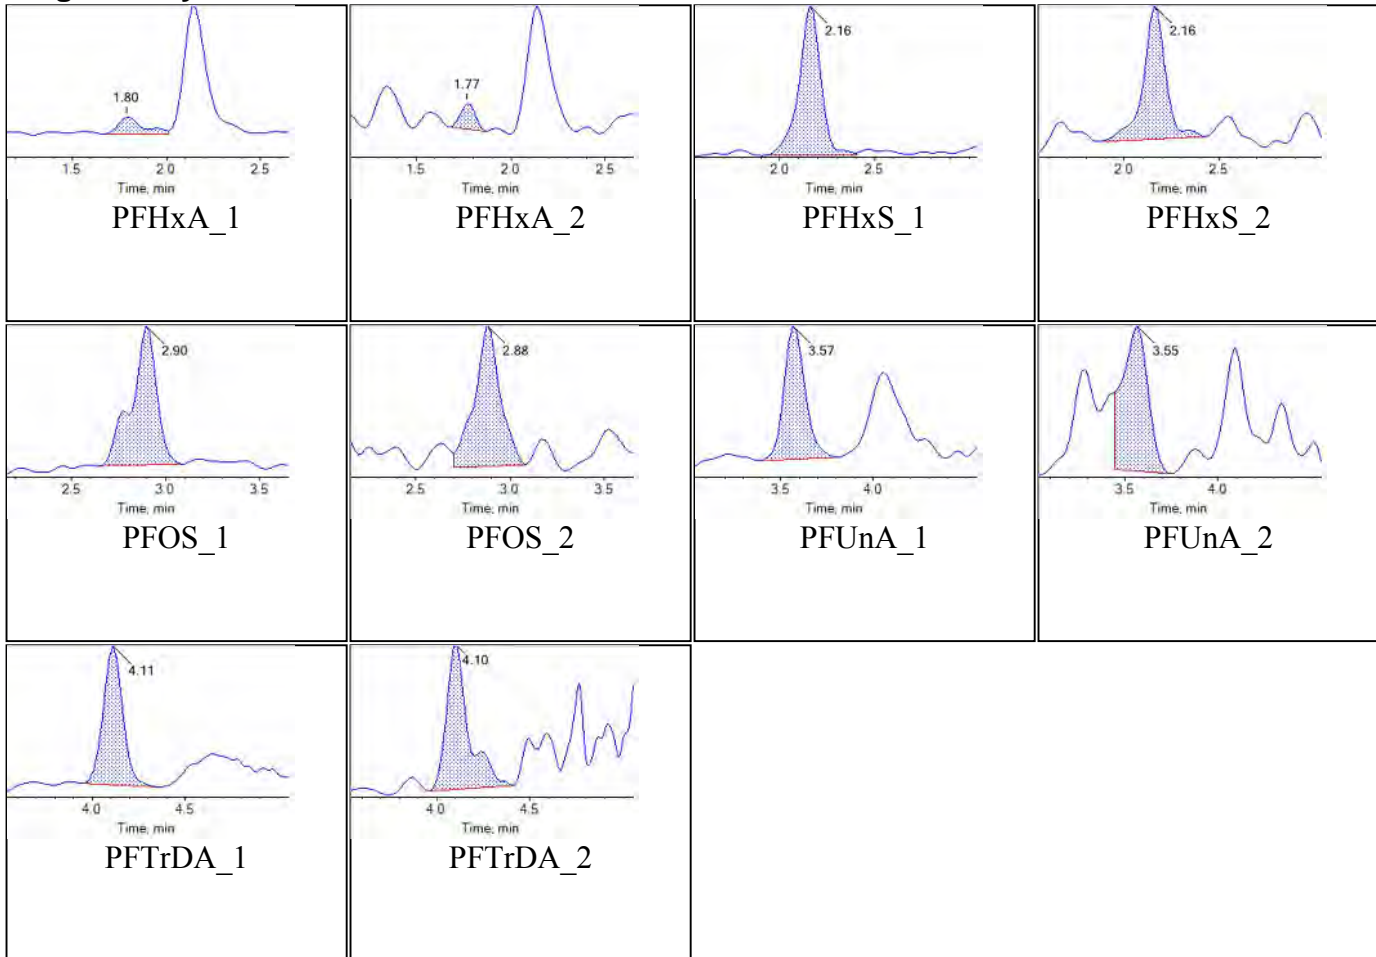 1.80
1.5 2.0 2.5
Time, min
PFHxA_1
1.77
1.5 2.0 2.5
Time, min
PFHxA_2
2.16
2.0 2.5
Time, min
PFHxS_1
2.16
2.0 2.5
Time, min
PFHxS_2
2.90
2.5 3.0 3.5
Time, min
PFOS_1
2.88
2.5 3.0 3.5
Time, min
PFOS_2
3.57
3.5 4.0
Time, min
PFUnA_1
3.55
3.5 4.0
Time, min
PFUnA_2
4.11
4.0 4.5
Time, min
PFTrDA_1
4.10
4.0 4.5
Time, min
PFTrDA_2